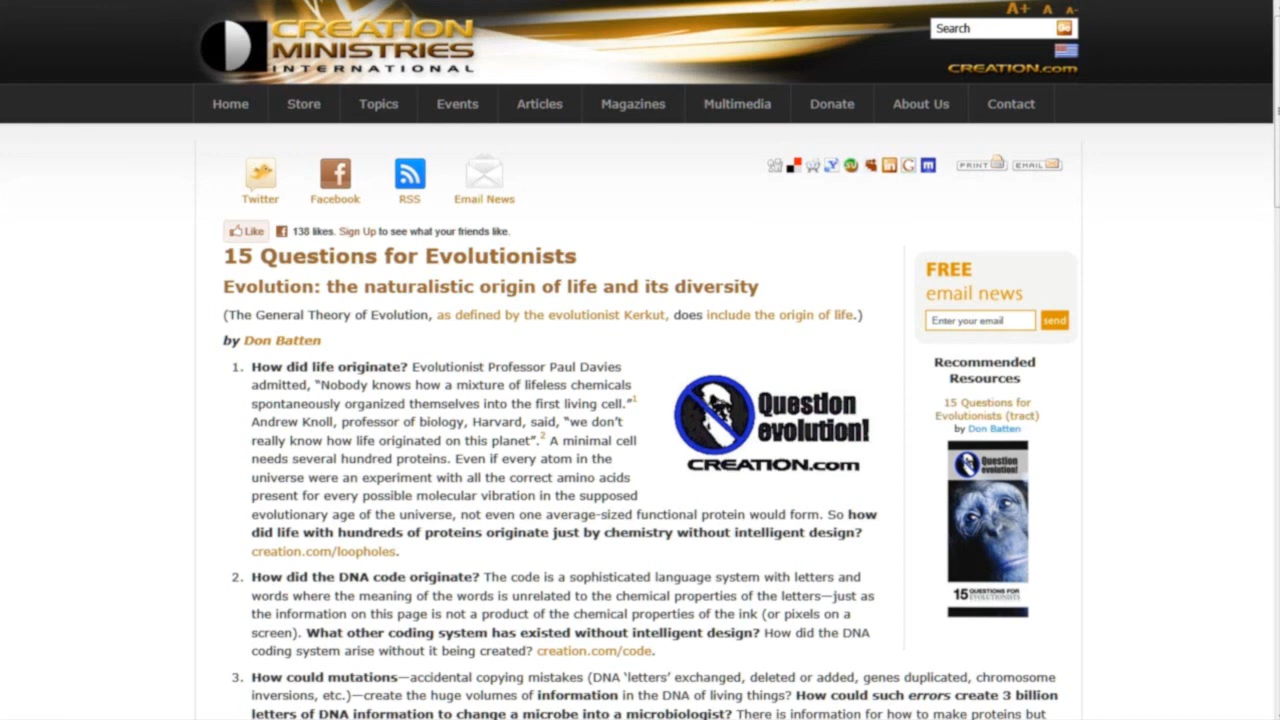 A+ A A-
CREATION
MINISTRIES
INTERNATIONAL
Search
Go
CREATION.com
Home Store Topics Events Articles Magazines Multimedia Donate About Us Contact
Twitter Facebook RSS Email News
PRINT EMAIL
Like 138 likes. Sign Up to see what your friends like.
15 Questions for Evolutionists
Evolution: the naturalistic origin of life and its diversity
(The General Theory of Evolution, as defined by the evolutionist Kerkut, does include the origin of life.)
by Don Batten
1. How did life originate? Evolutionist Professor Paul Davies
admitted, “Nobody knows how a mixture of lifeless chemicals
spontaneously organized themselves into the first living cell.”1
Andrew Knoll, professor of biology, Harvard, said, “we don’t
really know how life originated on this planet”.2 A minimal cell
needs several hundred proteins. Even if every atom in the
universe were an experiment with all the correct amino acids
present for every possible molecular vibration in the supposed
evolutionary age of the universe, not even one average-sized functional protein would form. So how
did life with hundreds of proteins originate just by chemistry without intelligent design?
creation.com/loopholes.
Question
evolution!
CREATION.com
2. How did the DNA code originate? The code is a sophisticated language system with letters and
words where the meaning of the words is unrelated to the chemical properties of the letters—just as
the information on this page is not a product of the chemical properties of the ink (or pixels on a
screen). What other coding system has existed without intelligent design? How did the DNA
coding system arise without it being created? creation.com/code.
3. How could mutations—accidental copying mistakes (DNA ‘letters’ exchanged, deleted or added, genes duplicated, chromosome
inversions, etc.)—create the huge volumes of information in the DNA of living things? How could such errors create 3 billion
letters of DNA information to change a microbe into a microbiologist? There is information for how to make proteins but
FREE
email news
Enter your email send
Recommended
Resources
15 Questions for
Evolutionists (tract)
by Don Batten
Question
evolution!
15 QUESTIONS FOR
EVOLUTIONISTS